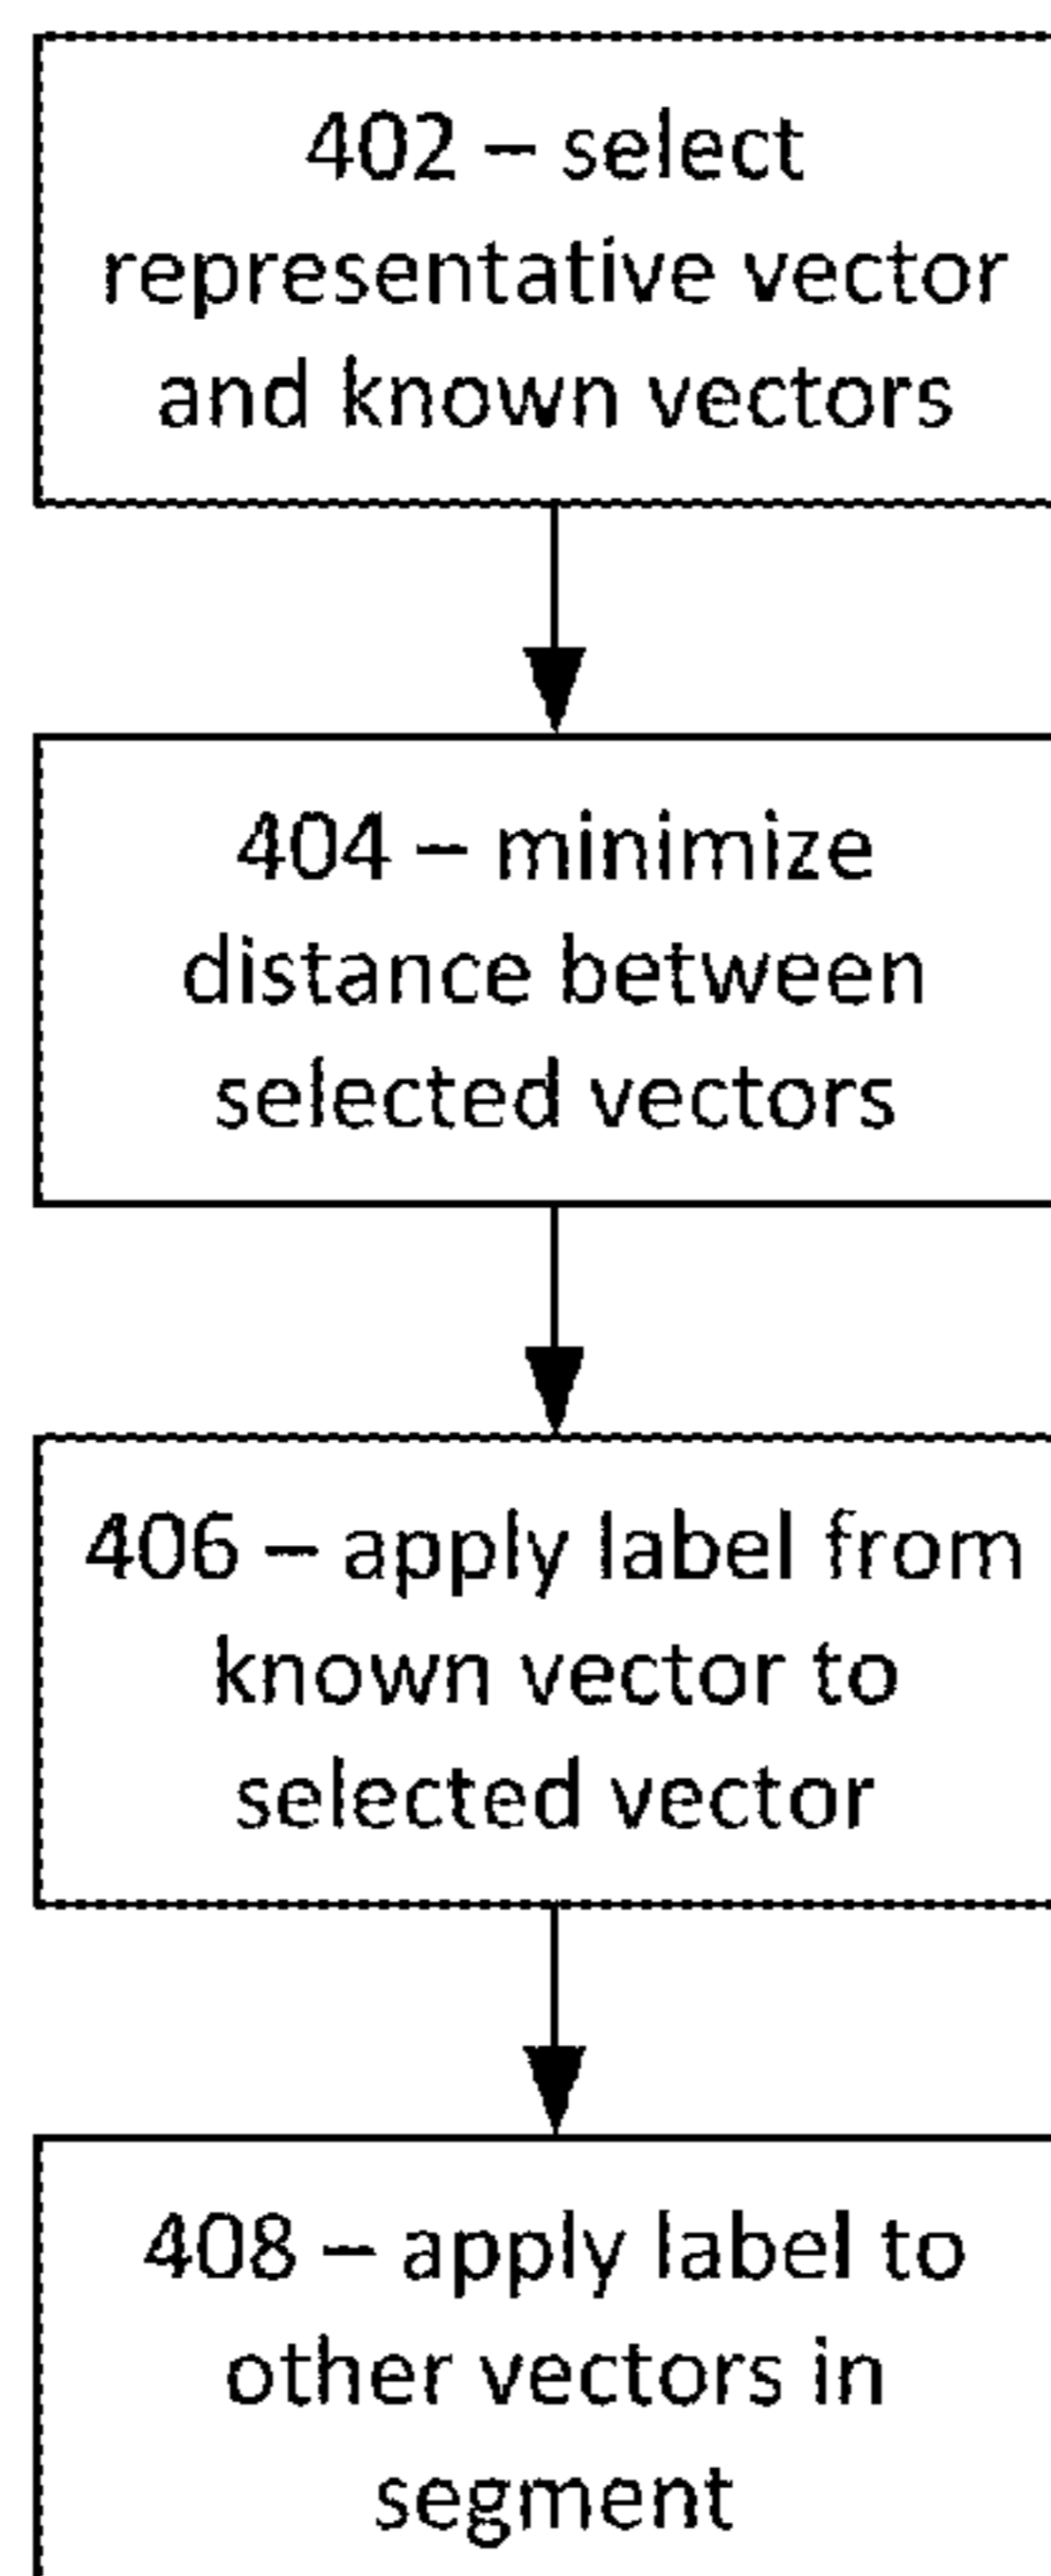 402 – select
representative vector
and known vectors
404 – minimize
distance between
selected vectors
406 – apply label from
known vector to
selected vector
408 – apply label to
other vectors in
segment